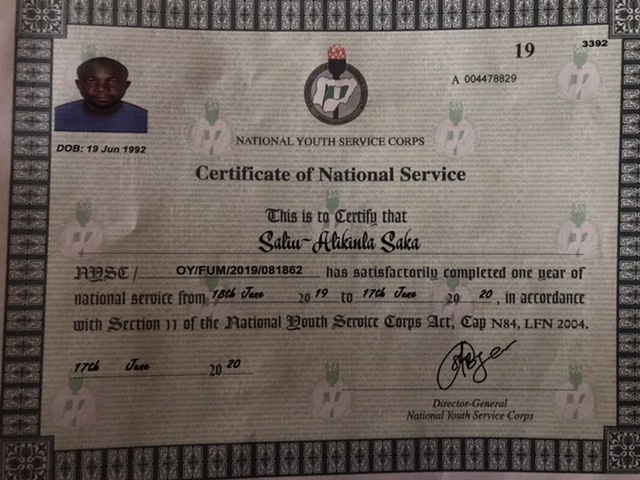 19
3392
A 004478829
DOB: 19 Jun 1992
NATIONAL YOUTH SERVICE CORPS
Certificate of National Service
This is to Certify that
Saliu-Alikinla Saka
NYSC/ OY/FUM/2019/081862 has satisfactorily completed one year of
national service from 18th June 2019 to 17th June 2020, in accordance
with Section 11 of the National Youth Service Corps Act, Cap N84, LFN 2004.
17th June 2020
Director-General
National Youth Service Corps